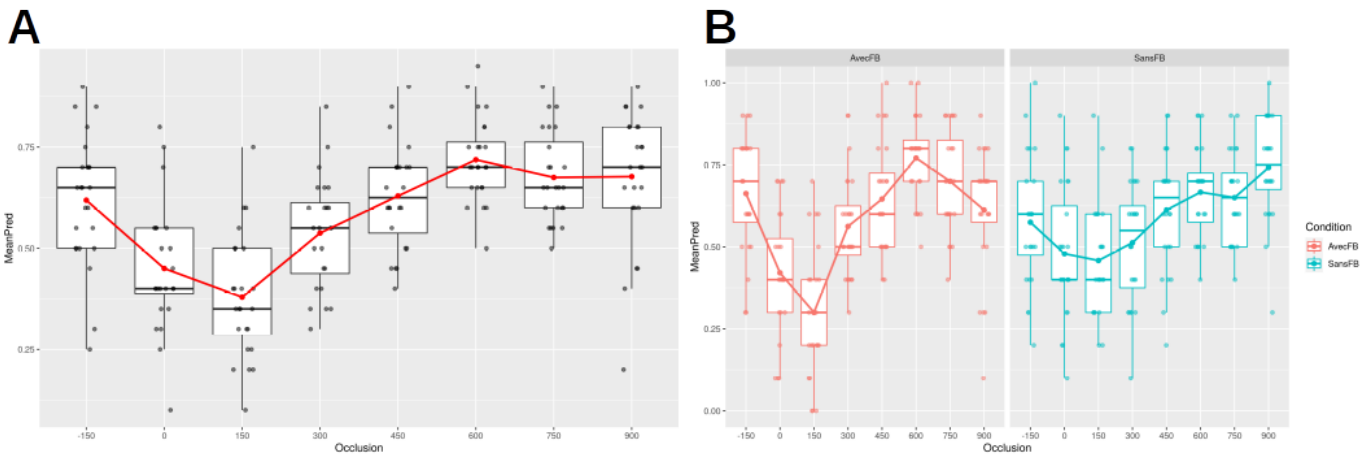 A
MeanPred
0.75
0.50
0.25
-150 0 150 300 450 600 750 900
Occlusion
B
AvecFB SansFB
MeanPred
1.00
0.75
0.50
0.25
0.00
-150 0 150 300 450 600 750 900 -150 0 150 300 450 600 750 900
Occlusion
Condition
AvecFB
SansFB